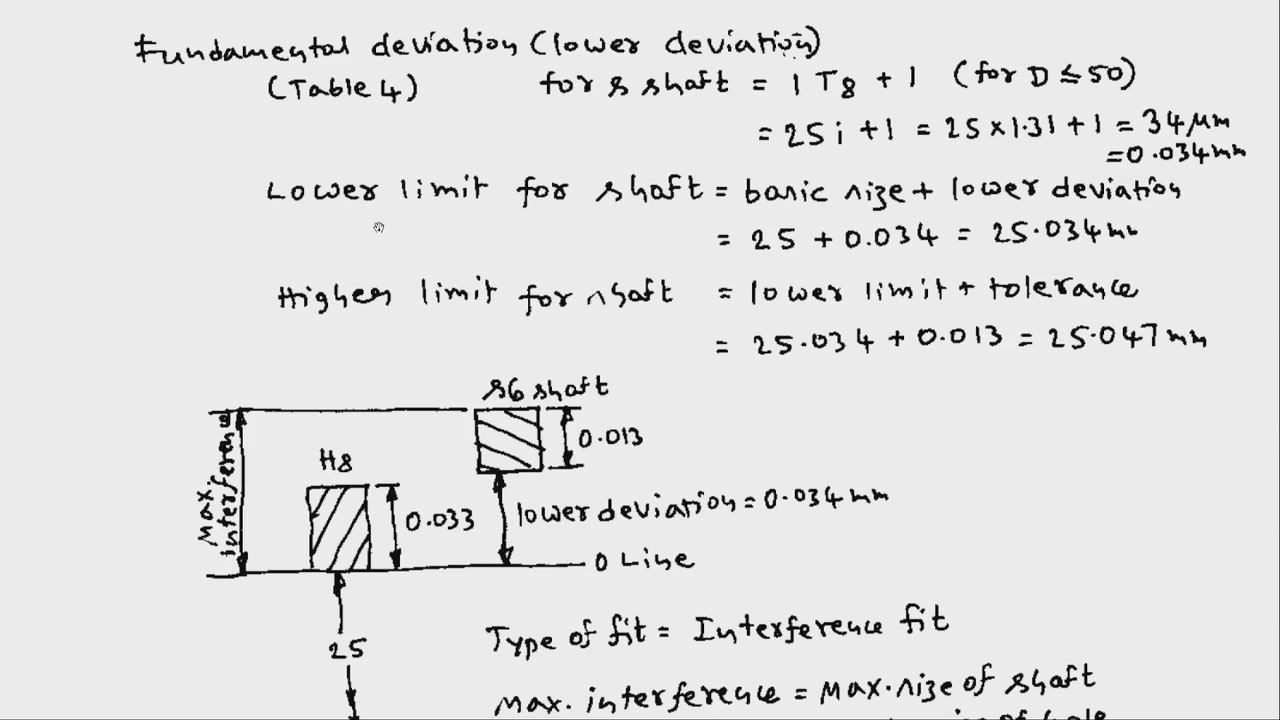 Fundamental deviation (lower deviation)
(Table 4) for s shaft = IT8 + 1 (for D ≤ 50)
= 25i + 1 = 25 × 1.31 + 1 = 34 μm
= 0.034 mm
Lower limit for shaft = basic size + lower deviation
= 25 + 0.034 = 25.034 mm
Higher limit for shaft = lower limit + tolerance
= 25.034 + 0.013 = 25.047 mm
s6 shaft
0.013
H8
Max. interference
0.033
lower deviation = 0.034 mm
0 Line
Type of fit = Interference fit
25
Max. interference = Max. size of shaft
of hole